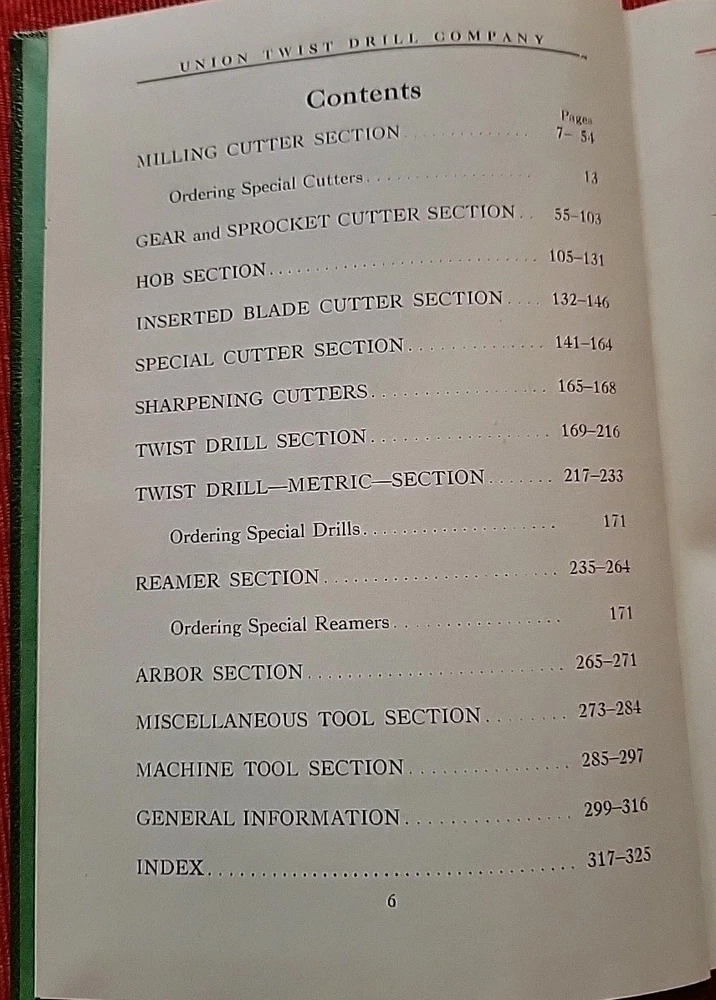 UNION TWIST DRILL COMPANY
Contents
Pages
MILLING CUTTER SECTION 7– 54
Ordering Special Cutters 13
GEAR and SPROCKET CUTTER SECTION 55–103
HOB SECTION 105–131
INSERTED BLADE CUTTER SECTION 132–146
SPECIAL CUTTER SECTION 141–164
SHARPENING CUTTERS 165–168
TWIST DRILL SECTION 169–216
TWIST DRILL—METRIC—SECTION 217–233
Ordering Special Drills 171
REAMER SECTION 235–264
Ordering Special Reamers 171
ARBOR SECTION 265–271
MISCELLANEOUS TOOL SECTION 273–284
MACHINE TOOL SECTION 285–297
GENERAL INFORMATION 299–316
INDEX 317–325
6